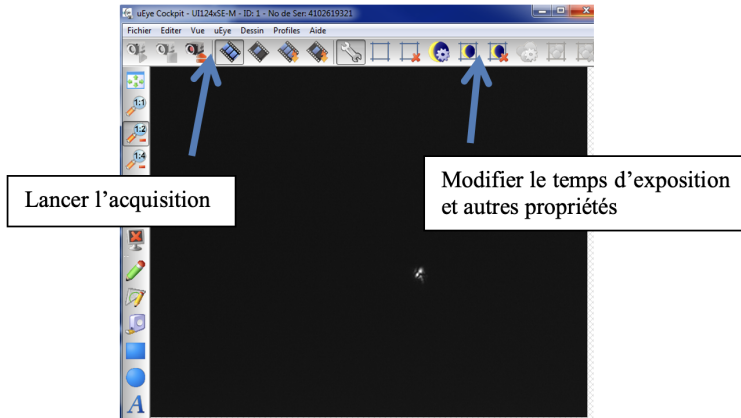 uEye Cockpit - UI124xSE-M - ID: 1 - No de Ser: 4102619321
Fichier Editer Vue uEye Dessin Profiles Aide
1:1
1:2
1:4
Lancer l’acquisition
Modifier le temps d’exposition
et autres propriétés
A